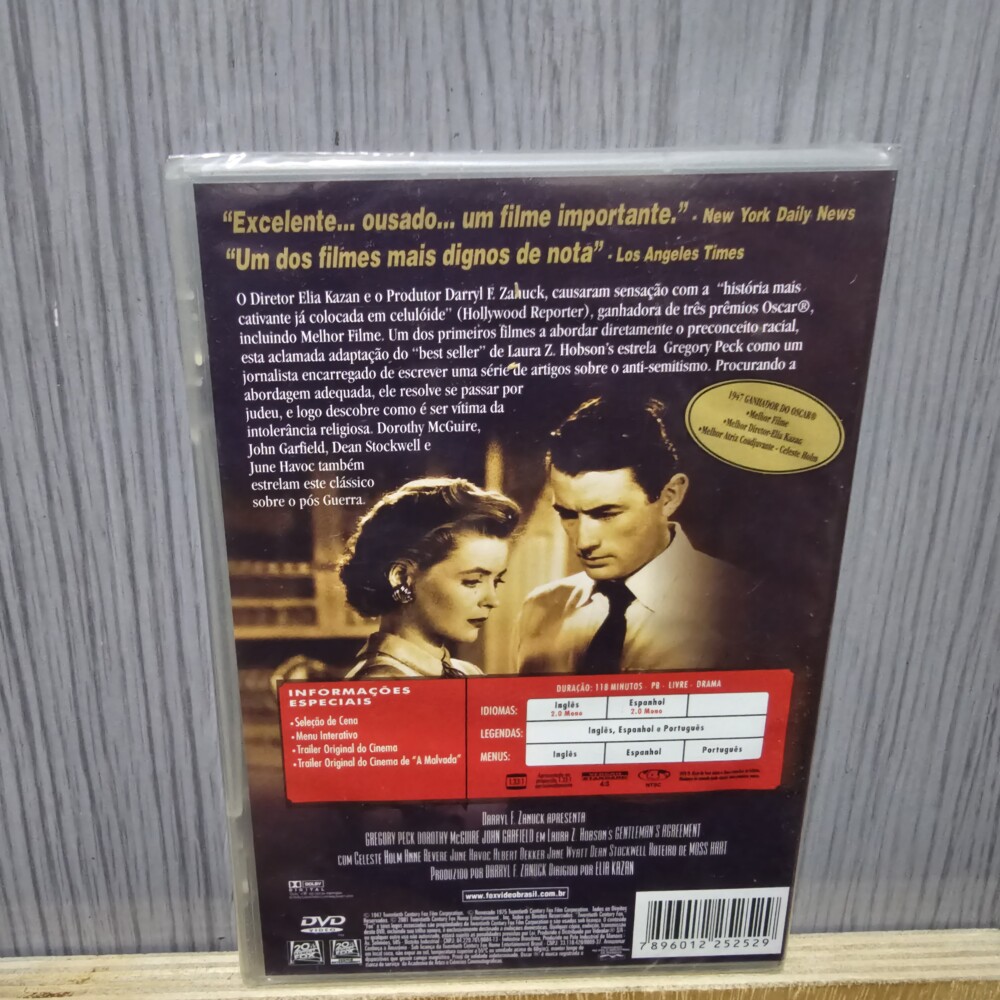 "Excelente... ousado... um filme importante." - New York Daily News
"Um dos filmes mais dignos de nota" - Los Angeles Times
O Diretor Elia Kazan e o Produtor Darryl F. Zanuck, causaram sensação com a "história mais
cativante já colocada em celulóide" (Hollywood Reporter), ganhadora de três prêmios Oscar®,
incluindo Melhor Filme. Um dos primeiros filmes a abordar diretamente o preconceito racial,
esta aclamada adaptação do "best seller" de Laura Z. Hobson's estrela Gregory Peck como um
jornalista encarregado de escrever uma série de artigos sobre o anti-semitismo. Procurando a
abordagem adequada, ele resolve se passar por
judeu, e logo descobre como é ser vítima da
intolerância religiosa. Dorothy McGuire,
John Garfield, Dean Stockwell e
June Havoc também
estrelam este clássico
sobre o pós Guerra.
1947 GANHADOR DO OSCAR®
•Melhor Filme
•Melhor Diretor-Elia Kazan
•Melhor Atriz Coadjuvante - Celeste Holm
INFORMAÇÕES
ESPECIAIS
•Seleção de Cena
•Menu Interativo
•Trailer Original do Cinema
•Trailer Original do Cinema de "A Malvada"
DURAÇÃO: 118 MINUTOS - PB - LIVRE - DRAMA
IDIOMAS: Inglês 2.0 Mono Espanhol 2.0 Mono
LEGENDAS: Inglês, Espanhol e Português
MENUS: Inglês Espanhol Português
NTSC
DARRYL F. ZANUCK APRESENTA
GREGORY PECK DOROTHY MCGUIRE JOHN GARFIELD EM LAURA Z. HOBSON'S GENTLEMAN'S AGREEMENT
COM CELESTE HOLM ANNE REVERE JUNE HAVOC ALBERT DEKKER JANE WYATT DEAN STOCKWELL ROTEIRO DE MOSS HART
PRODUZIDO POR DARRYL F. ZANUCK DIRIGIDO POR ELIA KAZAN
www.foxvideobrasil.com.br
DOLBY
DIGITAL
DVD
VIDEO
7896012 252529